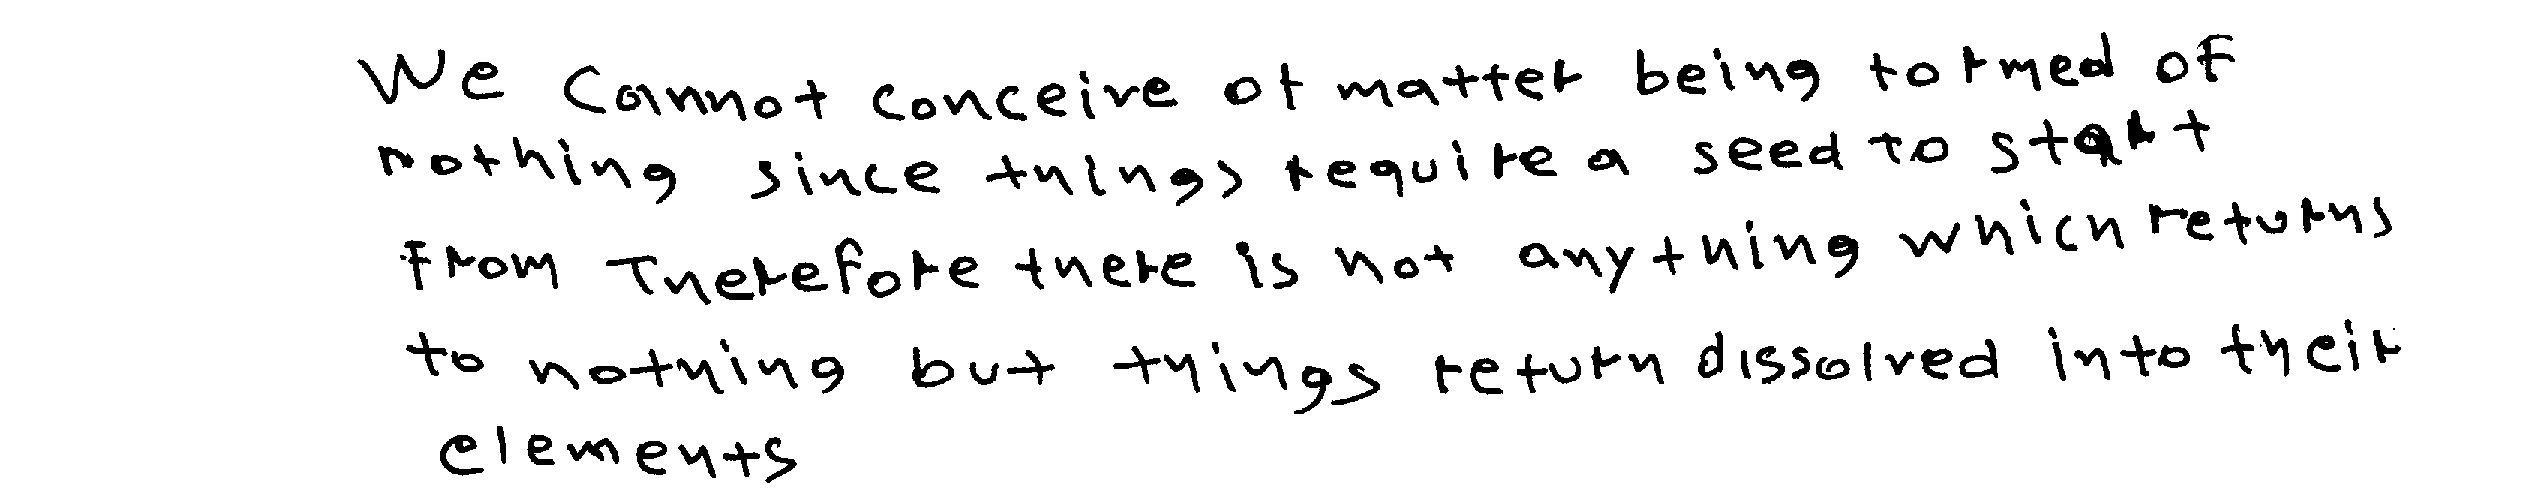 We Cannot conceive of matter being formed of
nothing since things require a seed to start
from Therefore there is not anything which returns
to nothing but things return dissolved into their
elements